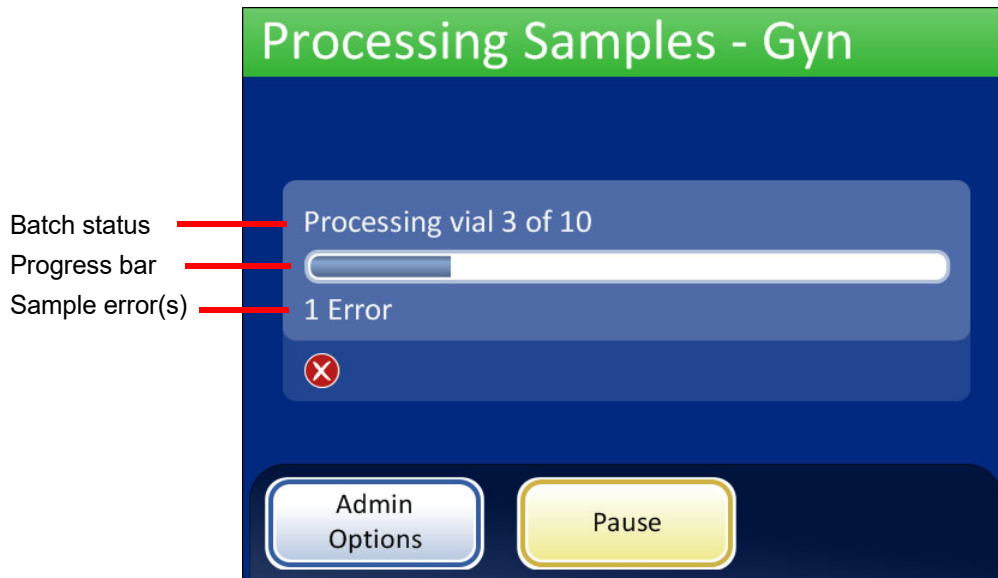 Processing Samples - Gyn
Batch status
Processing vial 3 of 10
Progress bar
Sample error(s)
1 Error
Admin
Options
Pause